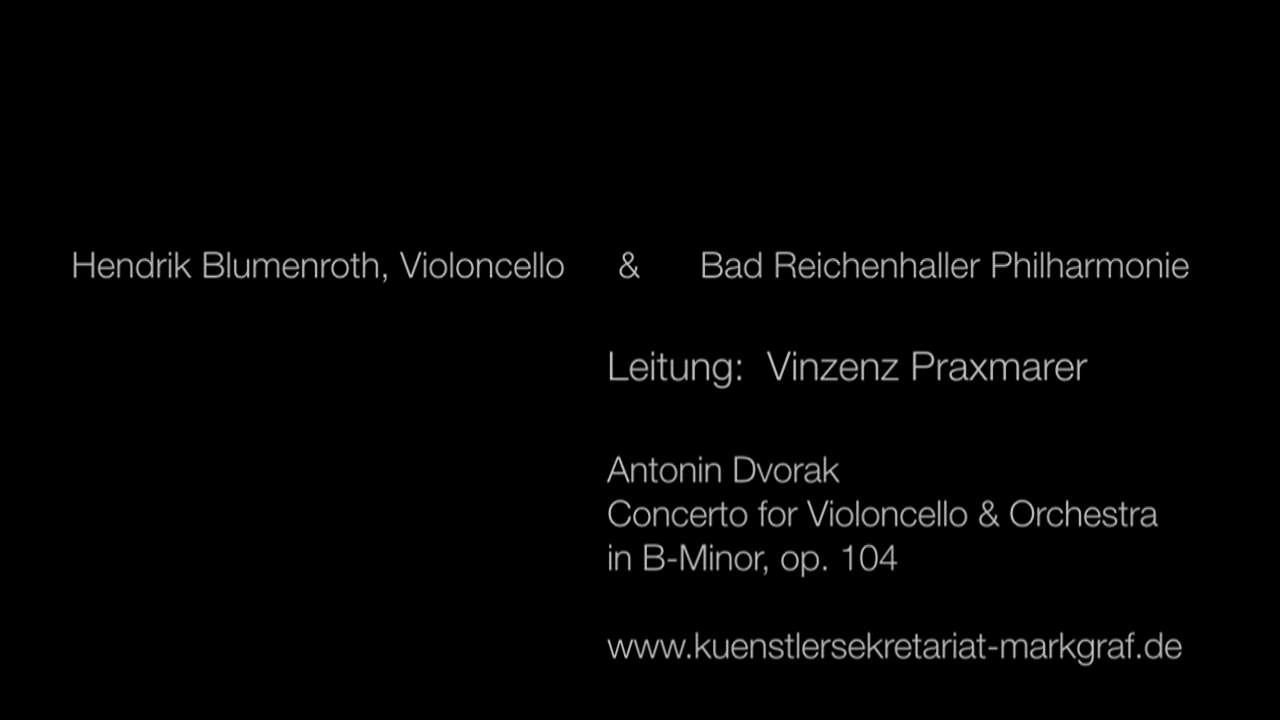 Hendrik Blumenroth, Violoncello & Bad Reichenhaller Philharmonie
Leitung: Vinzenz Praxmarer
Antonin Dvorak
Concerto for Violoncello & Orchestra
in B-Minor, op. 104
www.kuenstlersekretariat-markgraf.de